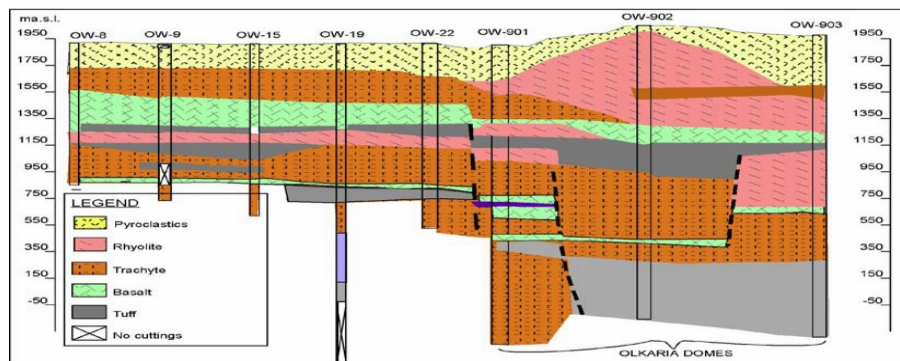 ma.s.l.
OW-8 OW-9 OW-15 OW-19 OW-22 OW-901 OW-902 OW-903
1950 1950
1750 1750
1550 1550
1350 1350
1150 1150
950 950
750 750
550 550
350 350
150 150
-50 -50
LEGEND
Pyroclastics
Rhyolite
Trachyte
Basalt
Tuff
No cuttings
OLKARIA DOMES